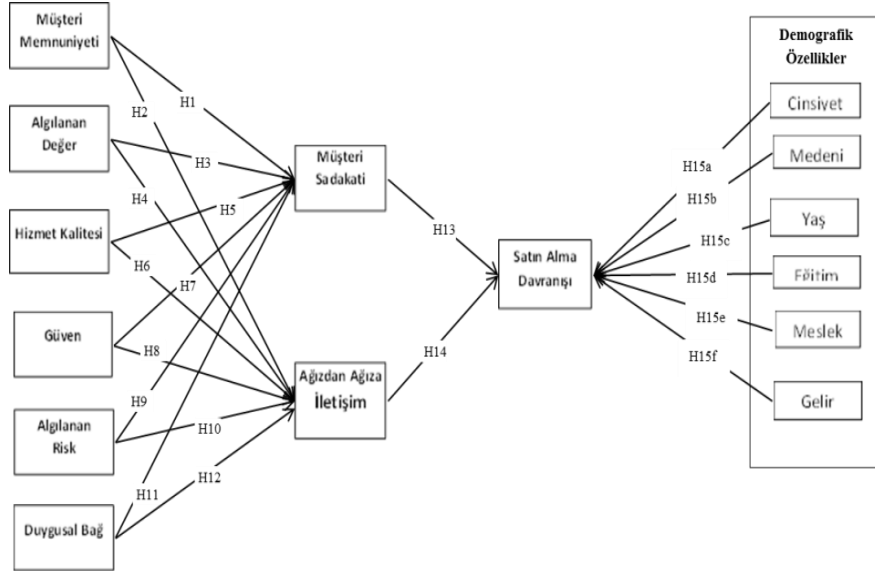 Müşteri
Memnuniyeti
Algılanan
Değer
Hizmet Kalitesi
Güven
Algılanan
Risk
Duygusal Bağ
H1
H2
H3
H4
H5
H6
H7
H8
H9
H10
H11
H12
Müşteri
Sadakati
Ağızdan Ağıza
İletişim
H13
H14
Satın Alma
Davranışı
H15a
H15b
H15c
H15d
H15e
H15f
Demografik
Özellikler
Cinsiyet
Medeni
Yaş
Eğitim
Meslek
Gelir